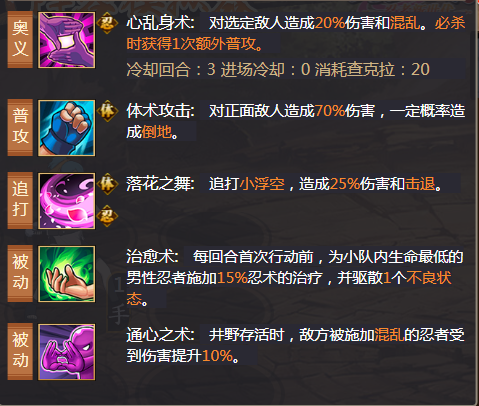 奥义
忍
心乱身术: 对选定敌人造成20%伤害和混乱。必杀
时获得1次额外普攻。
冷却回合：3 进场冷却：0 消耗查克拉：20
普攻
体
体术攻击: 对正面敌人造成70%伤害，一定概率造
成倒地。
追打
体
忍
落花之舞: 追打小浮空，造成25%伤害和击退。
被动
治愈术: 每回合首次行动前，为小队内生命最低的
男性忍者施加15%忍术的治疗，并驱散1个不良状
态。
1
手
被动
通心之术: 井野存活时，敌方被施加混乱的忍者受
到伤害提升10%。